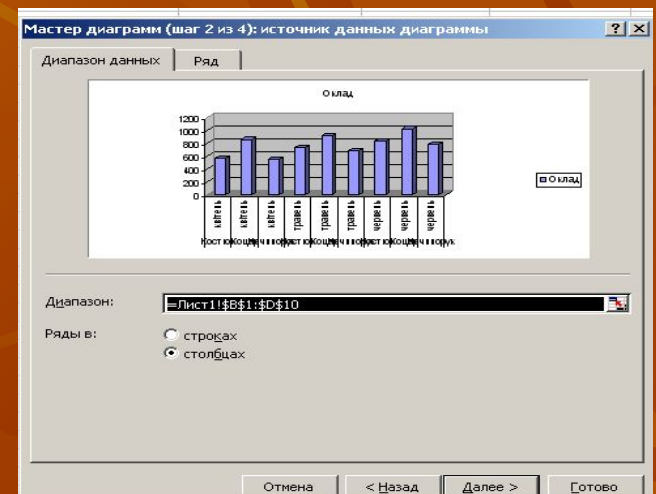 Мастер диаграмм (шаг 2 из 4): источник данных диаграммы
Диапазон данных
Ряд
Оклад
1200
1000
800
600
400
200
0
Оклад
квітень
квітень
квітень
травень
травень
травень
червень
червень
червень
Диапазон:
=Лист1!$B$1:$D$10
Ряды в:
строках
столбцах
Отмена
< Назад
Далее >
Готово